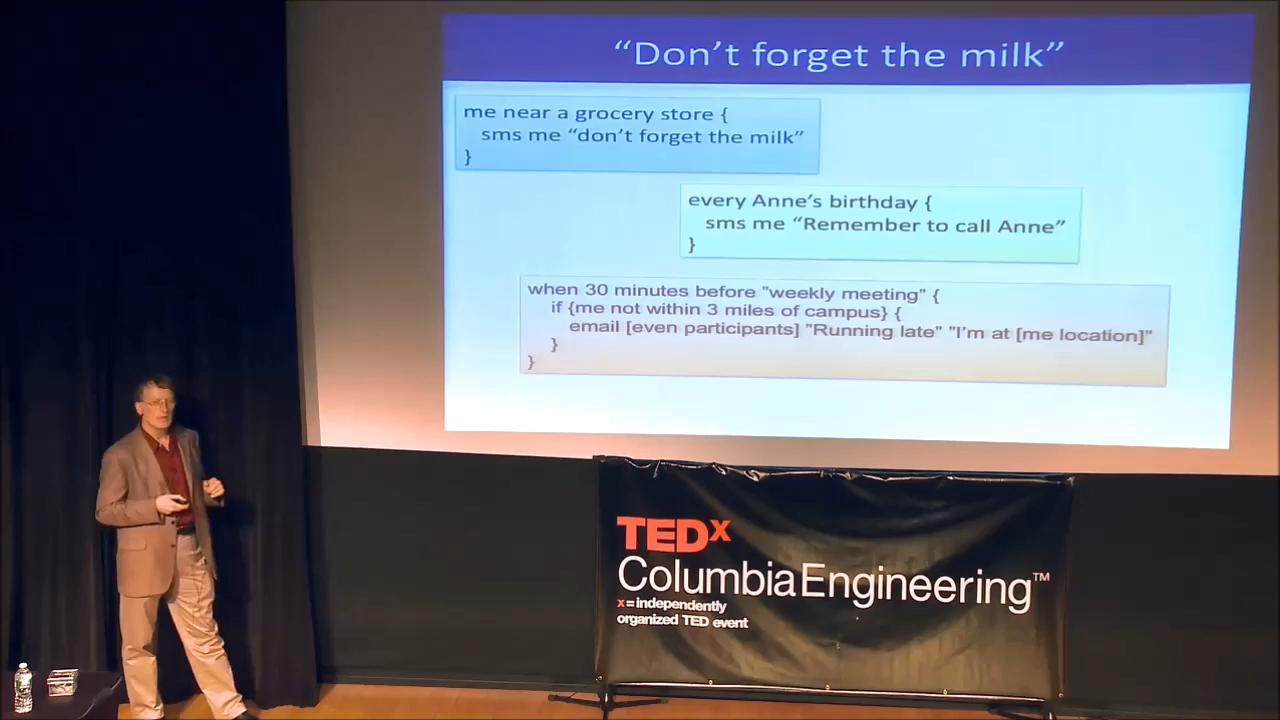 “Don’t forget the milk”
me near a grocery store {
sms me “don’t forget the milk”
}
every Anne’s birthday {
sms me “Remember to call Anne”
}
when 30 minutes before "weekly meeting" {
if {me not within 3 miles of campus} {
email [even participants] "Running late" "I'm at [me location]"
}
}
TEDx
ColumbiaEngineering™
x = independently
organized TED event